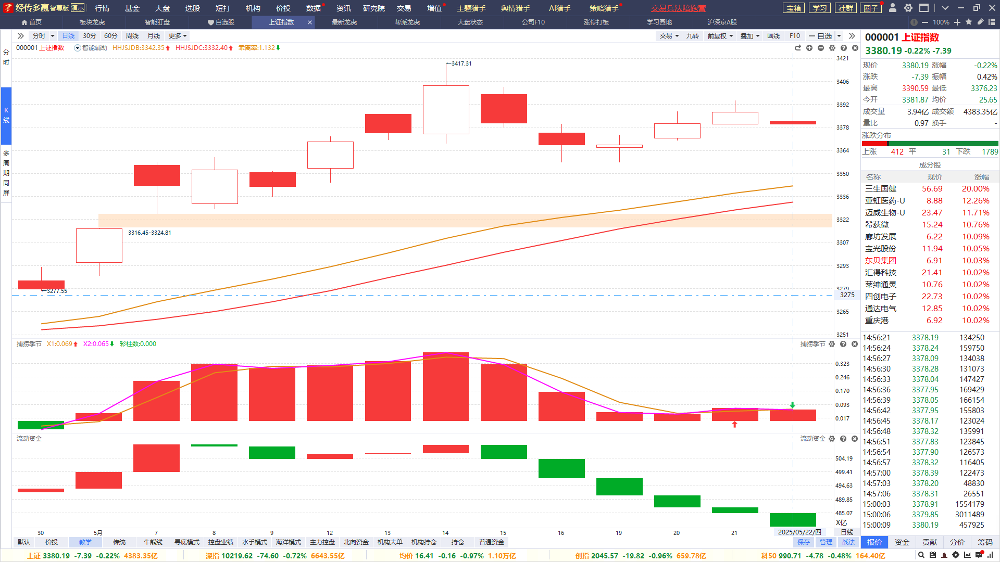 经传多赢 智尊版 演示 行情 基金 大盘 选股 短打 机构 价投 数据 资讯 研究院 交易 增值 主题猎手 舆情猎手 AI猎手 策略猎手 交易兵法陪跑营 宝箱 学习 社群 圈子
首页 板块龙虎 智能盯盘 自选股 上证指数 最新龙虎 帮派龙虎 大盘状态 公司F10 涨停打板 学习园地 沪深京A股 100%
分时 日线 30分 60分 周线 月线 更多 交易 九转 前复权 叠加 画线 F10 自选
000001 上证指数 智能辅助 HHJSJDB:3342.35 HHJSJDC:3332.40 乖离率:1.132
分时
K线
多周期同屏
3417.31
3316.45-3324.81
3277.55
3421
3406
3392
3378
3364
3350
3336
3322
3307
3293
3279
3275
3265
3251
捕捞季节 X1:0.069 X2:0.065 彩柱数:0.000 捕捞季节
0.323
0.246
0.170
0.093
0.017
流动资金 流动资金
504.19
499.41
494.63
489.85
485.07
X亿
30 5月 7 8 9 12 13 14 15 16 19 20 21 2025/05/22/四 日线
默认 价投 教学 传统 牛能线 寻底模式 控盘业绩 水手模式 海洋模式 主力控盘 北向资金 机构大单 机构持仓 持仓 普通资金 保存 管理 战法
000001 上证指数
3380.19 -0.22% -7.39
现价 3380.19 涨幅 -0.22%
涨跌 -7.39 振幅 0.42%
最高 3390.59 最低 3376.23
今开 3381.87 均价 25.65
成交量 3.94亿 成交额 4383.35亿
量比 0.97 换手 -
涨跌分布
上涨 412 平 31 下跌 1789
成分股
名称 现价 涨幅
三生国健 56.69 20.00%
亚虹医药-U 8.88 12.26%
迈威生物-U 23.47 11.71%
希荻微 15.24 10.76%
廊坊发展 6.22 10.09%
宝光股份 11.94 10.05%
东贝集团 6.91 10.03%
汇得科技 21.41 10.02%
莱绅通灵 10.76 10.02%
四创电子 22.73 10.02%
通达电气 12.85 10.02%
重庆港 6.92 10.02%
14:56:21 3378.19 134250
14:56:24 3378.24 159750
14:56:27 3378.09 134038
14:56:30 3378.28 131073
14:56:33 3378.04 147427
14:56:36 3377.95 169429
14:56:39 3378.05 166154
14:56:42 3377.95 155803
14:56:45 3378.17 123024
14:56:48 3378.32 135991
14:56:51 3377.83 123845
14:56:54 3377.90 126573
14:56:57 3378.32 116405
14:57:00 3378.39 122473
14:57:03 3378.20 48830
14:57:06 3378.31 26551
15:00:03 3378.91 1554179
15:00:06 3379.85 3011489
15:00:09 3380.19 457925
报价 资金 贡献 分价 筹码
上证 3380.19 -7.39 -0.22% 4383.35亿 深指 10219.62 -74.60 -0.72% 6643.55亿 均价 16.41 -0.16 -0.97% 1.10万亿 创指 2045.57 -19.82 -0.96% 659.78亿 科50 990.71 -4.78 -0.48% 164.40亿